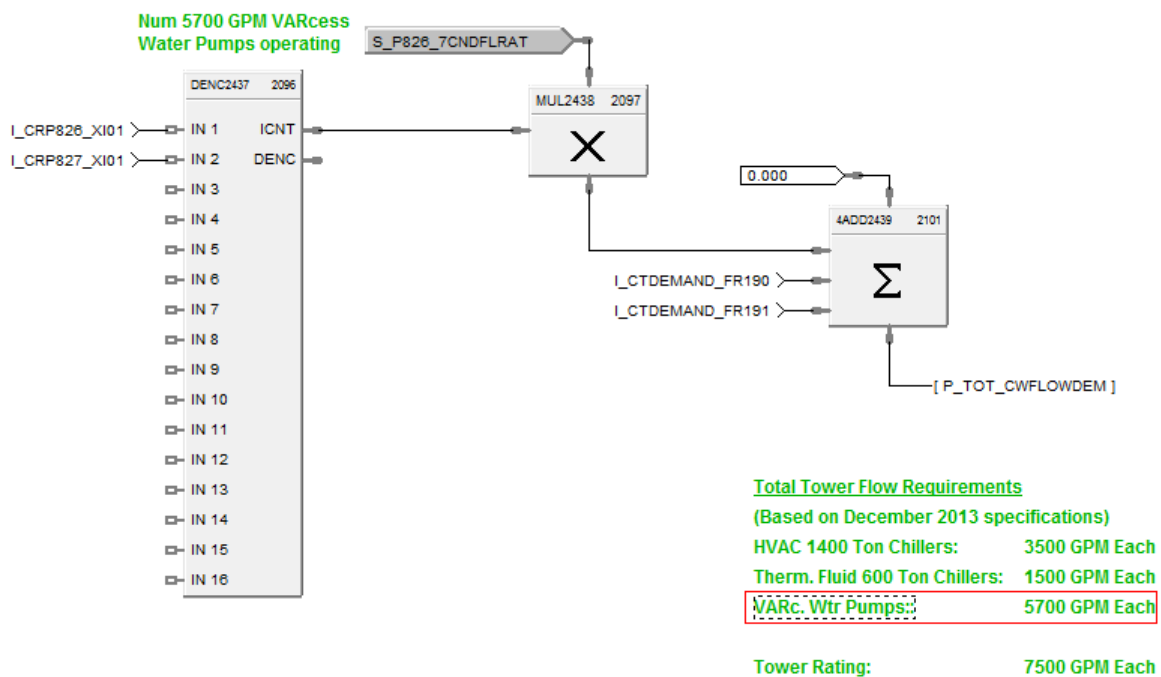 Num 5700 GPM VARcess
Water Pumps operating
S_P826_7CNDFLRAT
DENC2437 2096
I_CRP826_XI01 IN 1 ICNT
I_CRP827_XI01 IN 2 DENC
IN 3
IN 4
IN 5
IN 6
IN 7
IN 8
IN 9
IN 10
IN 11
IN 12
IN 13
IN 14
IN 15
IN 16
MUL2438 2097
X
0.000
4ADD2439 2101
Σ
I_CTDEMAND_FR190
I_CTDEMAND_FR191
[ P_TOT_CWFLOWDEM ]
Total Tower Flow Requirements
(Based on December 2013 specifications)
HVAC 1400 Ton Chillers: 3500 GPM Each
Therm. Fluid 600 Ton Chillers: 1500 GPM Each
VARc. Wtr Pumps:: 5700 GPM Each
Tower Rating: 7500 GPM Each